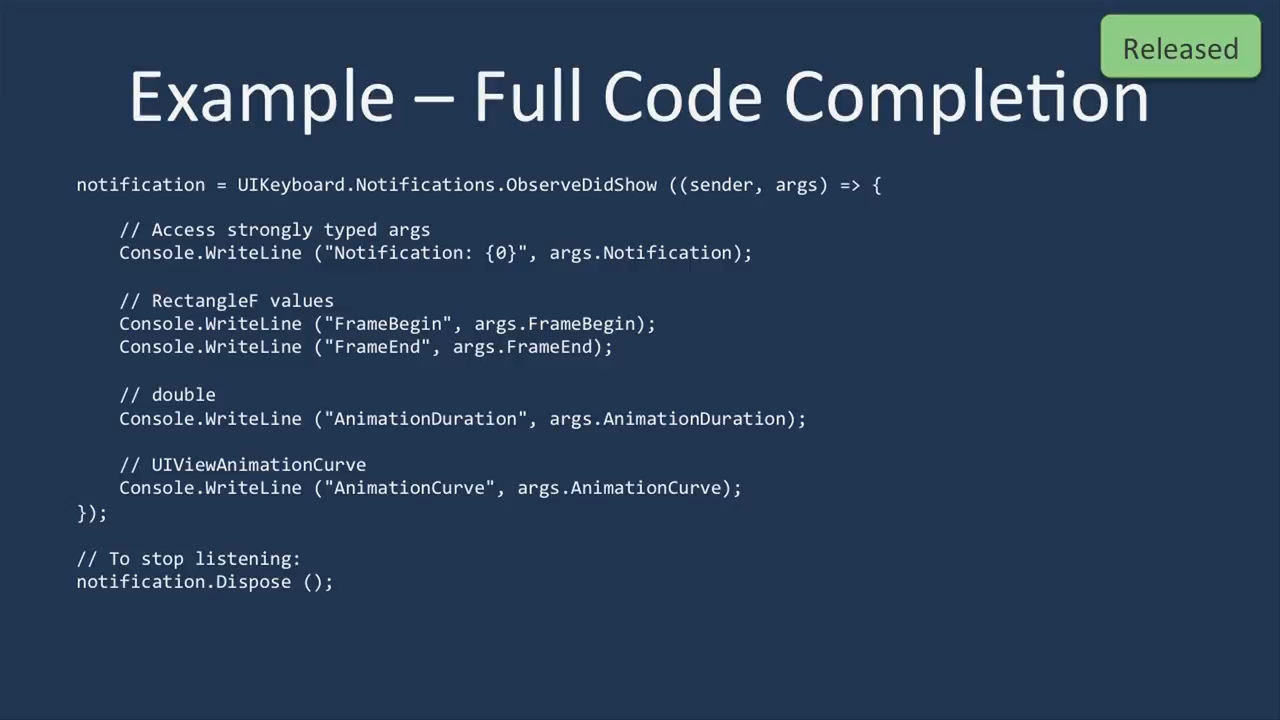 Released
Example – Full Code Completion
notification = UIKeyboard.Notifications.ObserveDidShow ((sender, args) => {
// Access strongly typed args
Console.WriteLine ("Notification: {0}", args.Notification);
// RectangleF values
Console.WriteLine ("FrameBegin", args.FrameBegin);
Console.WriteLine ("FrameEnd", args.FrameEnd);
// double
Console.WriteLine ("AnimationDuration", args.AnimationDuration);
// UIViewAnimationCurve
Console.WriteLine ("AnimationCurve", args.AnimationCurve);
});
// To stop listening:
notification.Dispose ();